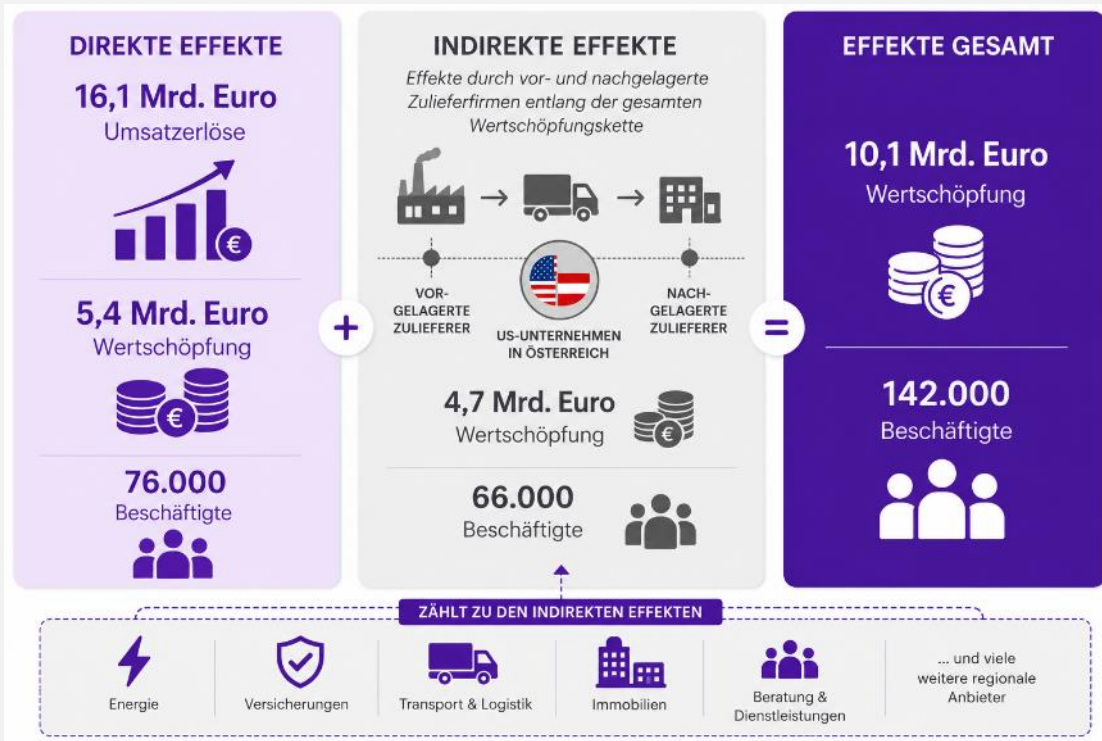 DIREKTE EFFEKTE
16,1 Mrd. Euro
Umsatzerlöse
€
5,4 Mrd. Euro
Wertschöpfung
€
76.000
Beschäftigte
+
INDIREKTE EFFEKTE
Effekte durch vor- und nachgelagerte
Zulieferfirmen entlang der gesamten
Wertschöpfungskette
VOR-
GELAGERTE
ZULIEFERER
US-UNTERNEHMEN
IN ÖSTERREICH
NACH-
GELAGERTE
ZULIEFERER
4,7 Mrd. Euro
Wertschöpfung
€
66.000
Beschäftigte
=
EFFEKTE GESAMT
10,1 Mrd. Euro
Wertschöpfung
€
142.000
Beschäftigte
ZÄHLT ZU DEN INDIREKTEN EFFEKTEN
Energie
Versicherungen
Transport & Logistik
Immobilien
Beratung &
Dienstleistungen
... und viele
weitere regionale
Anbieter